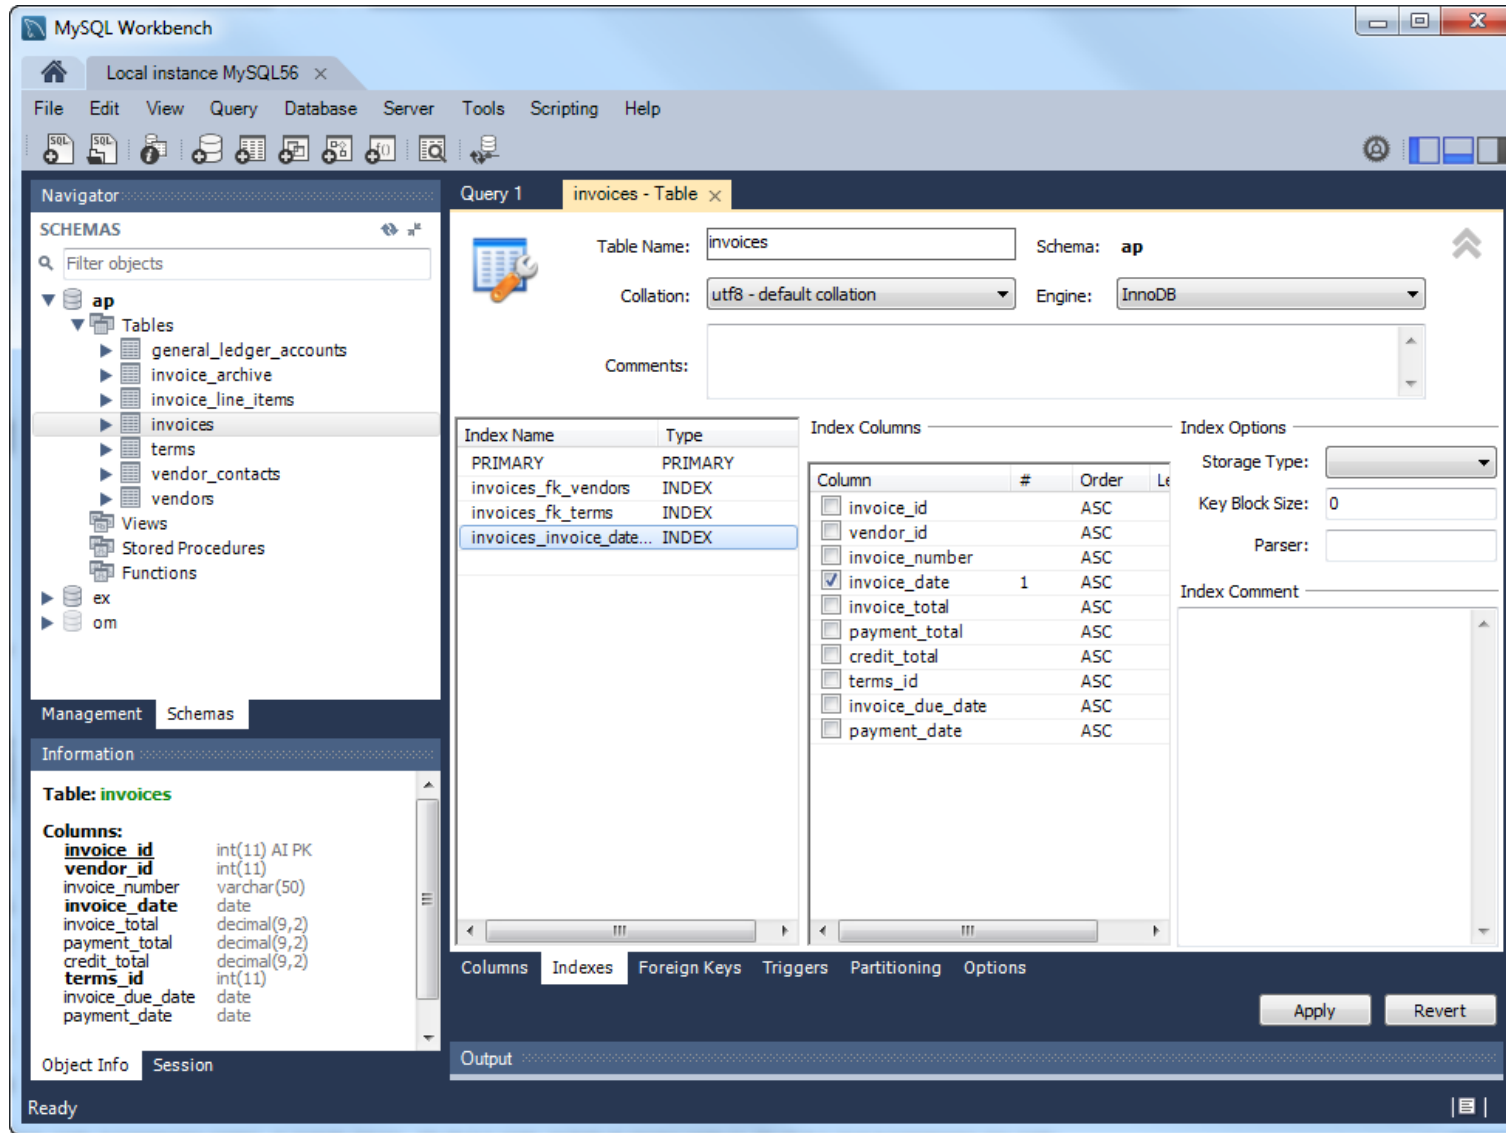 MySQL Workbench
Local instance MySQL56
File Edit View Query Database Server Tools Scripting Help
Navigator
SCHEMAS
Filter objects
ap
Tables
general_ledger_accounts
invoice_archive
invoice_line_items
invoices
terms
vendor_contacts
vendors
Views
Stored Procedures
Functions
ex
om
Management Schemas
Information
Table: invoices
Columns:
invoice_id int(11) AI PK
vendor_id int(11)
invoice_number varchar(50)
invoice_date date
invoice_total decimal(9,2)
payment_total decimal(9,2)
credit_total decimal(9,2)
terms_id int(11)
invoice_due_date date
payment_date date
Object Info Session
Query 1 invoices - Table
Table Name: invoices Schema: ap
Collation: utf8 - default collation Engine: InnoDB
Comments:
Index Name Type
PRIMARY PRIMARY
invoices_fk_vendors INDEX
invoices_fk_terms INDEX
invoices_invoice_date... INDEX
Index Columns
Column # Order Le
invoice_id ASC
vendor_id ASC
invoice_number ASC
invoice_date 1 ASC
invoice_total ASC
payment_total ASC
credit_total ASC
terms_id ASC
invoice_due_date ASC
payment_date ASC
Index Options
Storage Type:
Key Block Size: 0
Parser:
Index Comment
Columns Indexes Foreign Keys Triggers Partitioning Options
Apply Revert
Output
Ready